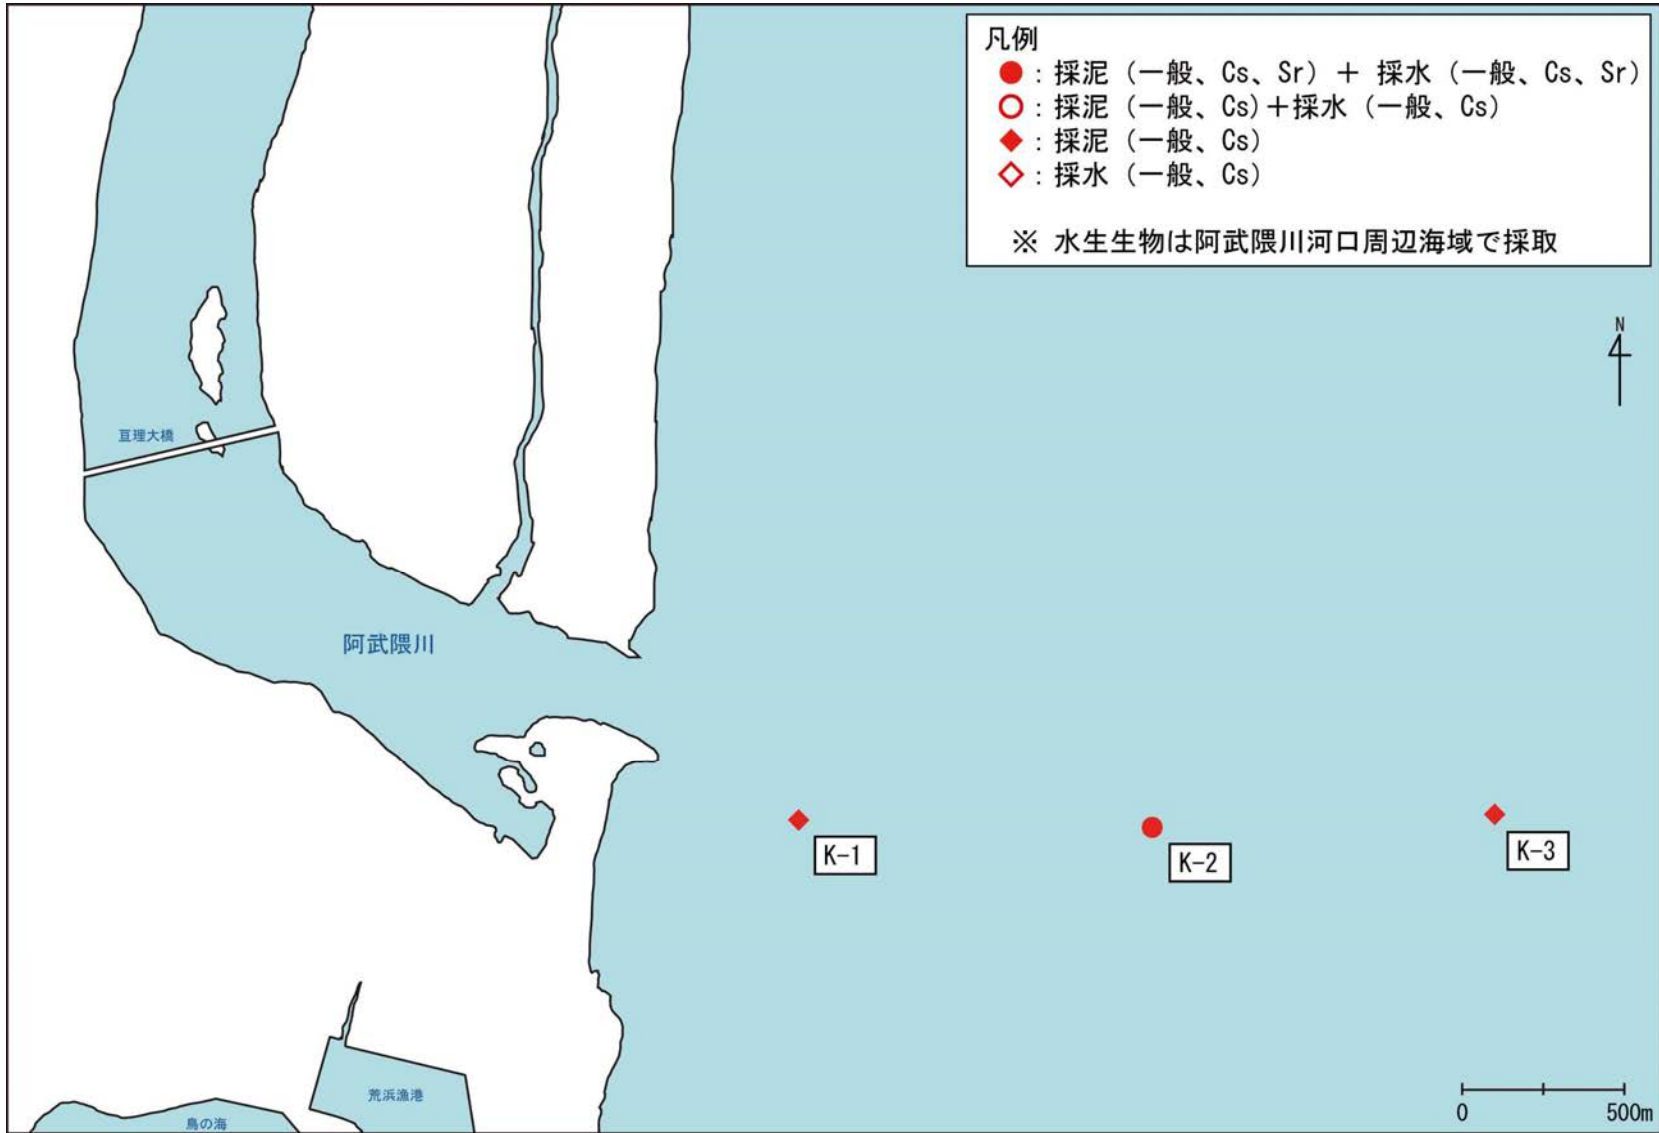 凡例
●：採泥（一般、Cs、Sr）＋ 採水（一般、Cs、Sr）
○：採泥（一般、Cs)＋採水（一般、Cs）
◆：採泥（一般、Cs）
◇：採水（一般、Cs）
※ 水生生物は阿武隈川河口周辺海域で採取
N
亘理大橋
阿武隈川
K-1
K-2
K-3
荒浜漁港
鳥の海
0 500m